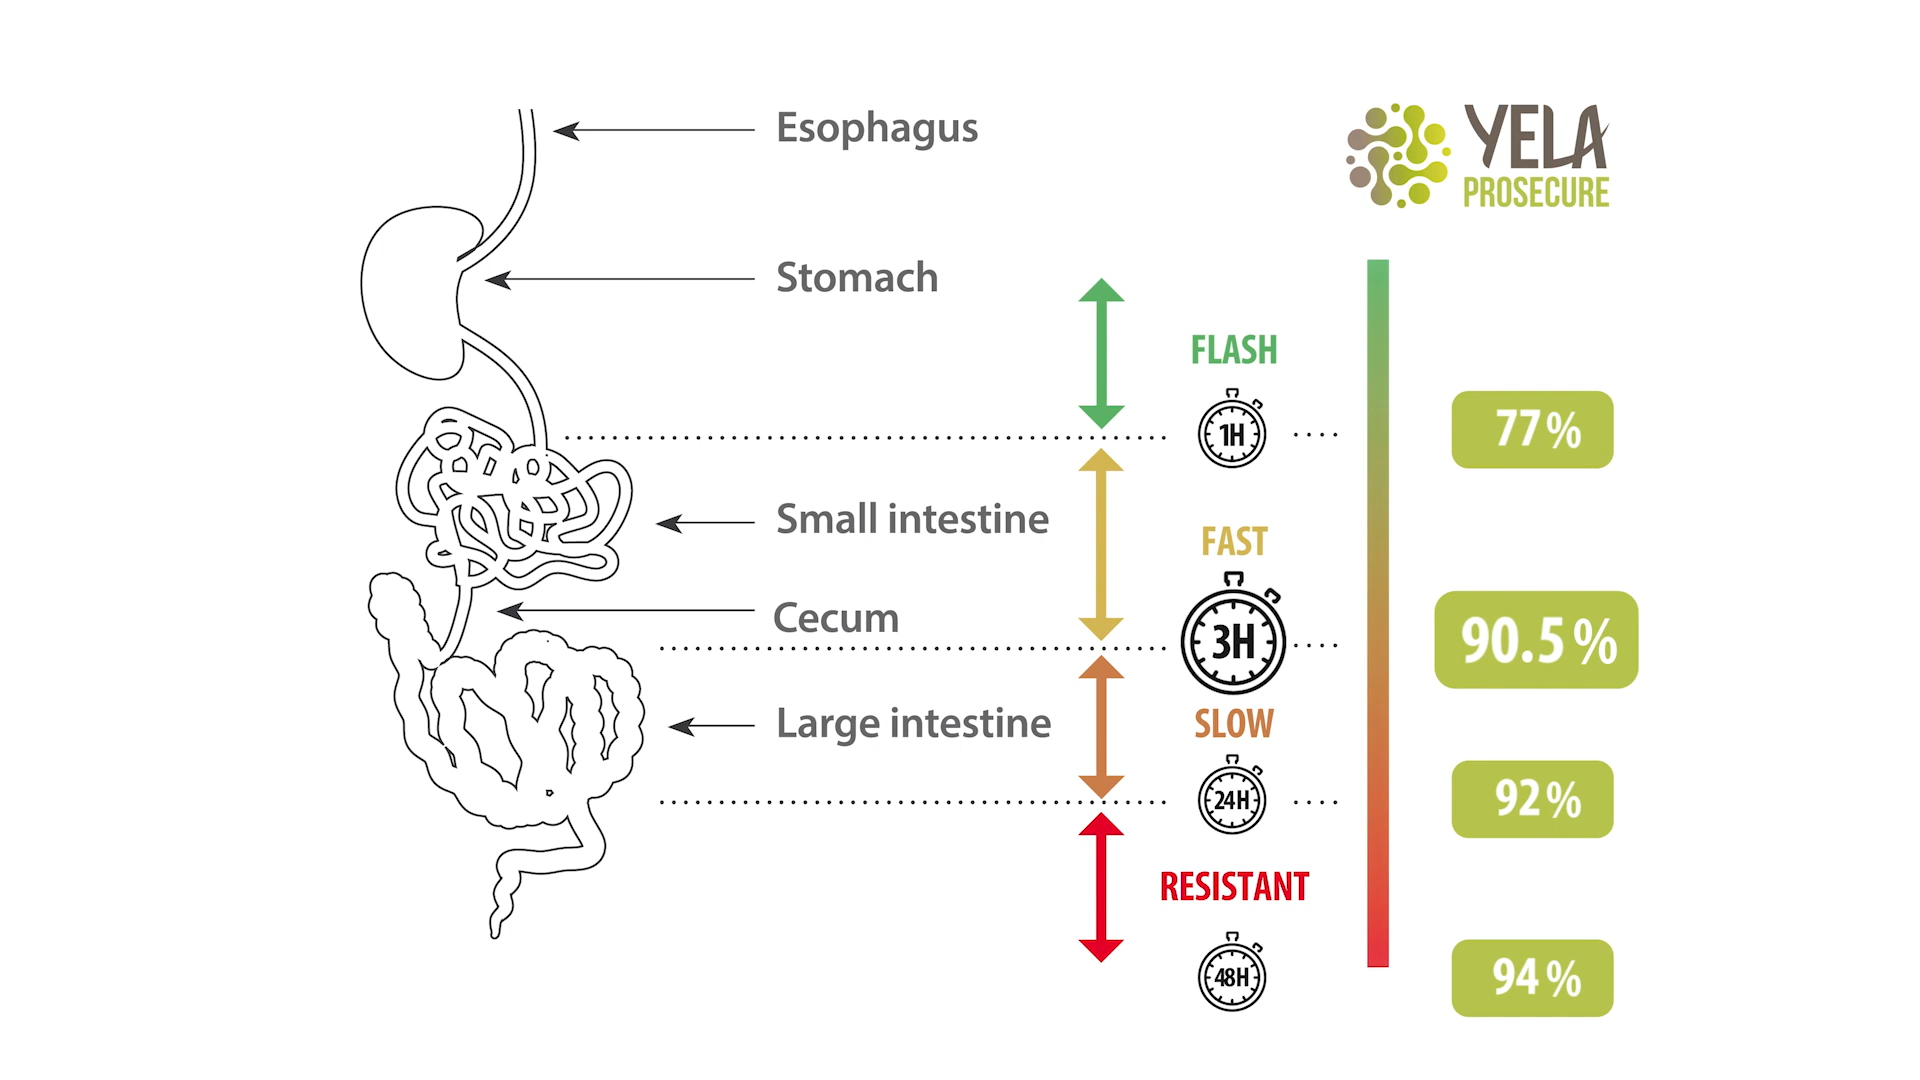 Esophagus
YELA
PROSECURE
Stomach
FLASH
1H
77%
Small intestine
FAST
Cecum
3H
90.5%
Large intestine
SLOW
24H
92%
RESISTANT
48H
94%